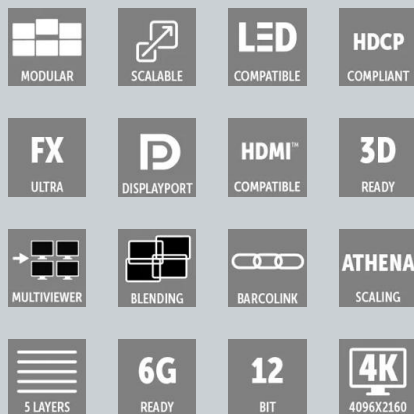 MODULAR
SCALABLE
LED
COMPATIBLE
HDCP
COMPLIANT
FX
ULTRA
DISPLAYPORT
HDMI™
COMPATIBLE
3D
READY
MULTIVIEWER
BLENDING
BARCOLINK
ATHENA
SCALING
5 LAYERS
6G
READY
12
BIT
4K
4096X2160